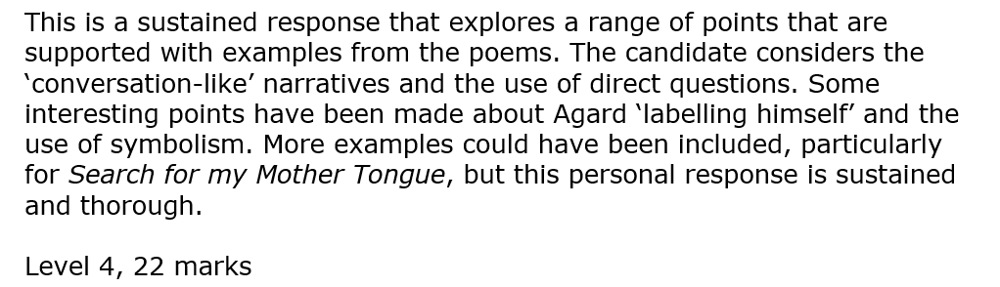 This is a sustained response that explores a range of points that are
supported with examples from the poems. The candidate considers the
‘conversation-like’ narratives and the use of direct questions. Some
interesting points have been made about Agard ‘labelling himself’ and the
use of symbolism. More examples could have been included, particularly
for Search for my Mother Tongue, but this personal response is sustained
and thorough.
Level 4, 22 marks